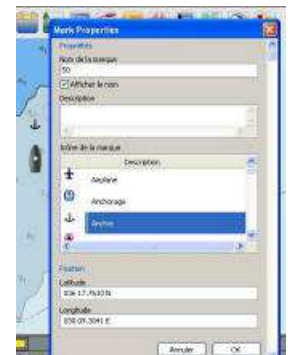 Mark Properties
Propriétés
Nom de la marque
50
Afficher le nom
Description
Icône de la marque
Description
Airplane
Anchorage
Anchor
Position
Latitude
Longitude
Annuler
OK